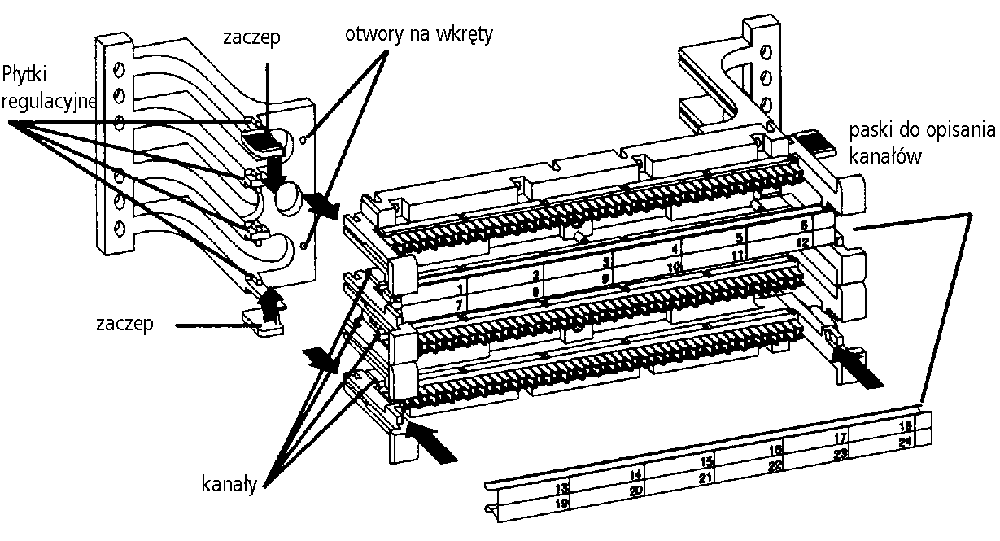 zaczep
otwory na wkręty
Płytki
regulacyjne
paski do opisania
kanałów
1 2 3 4 5 6
7 8 9 10 11 12
zaczep
kanały
13 14 15 16 17 18
19 20 21 22 23 24